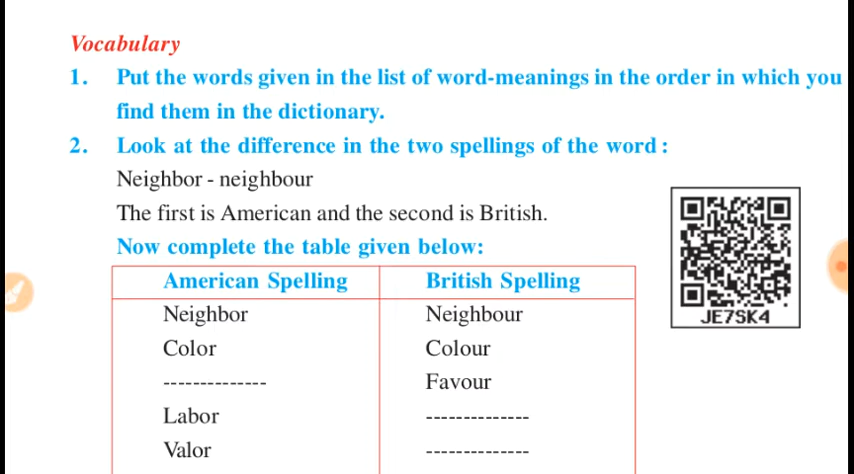 Vocabulary
1. Put the words given in the list of word-meanings in the order in which you
find them in the dictionary.
2. Look at the difference in the two spellings of the word :
Neighbor - neighbour
The first is American and the second is British.
Now complete the table given below:
American Spelling British Spelling
Neighbor Neighbour
Color Colour
-------------- Favour
Labor --------------
Valor --------------
JE7SK4